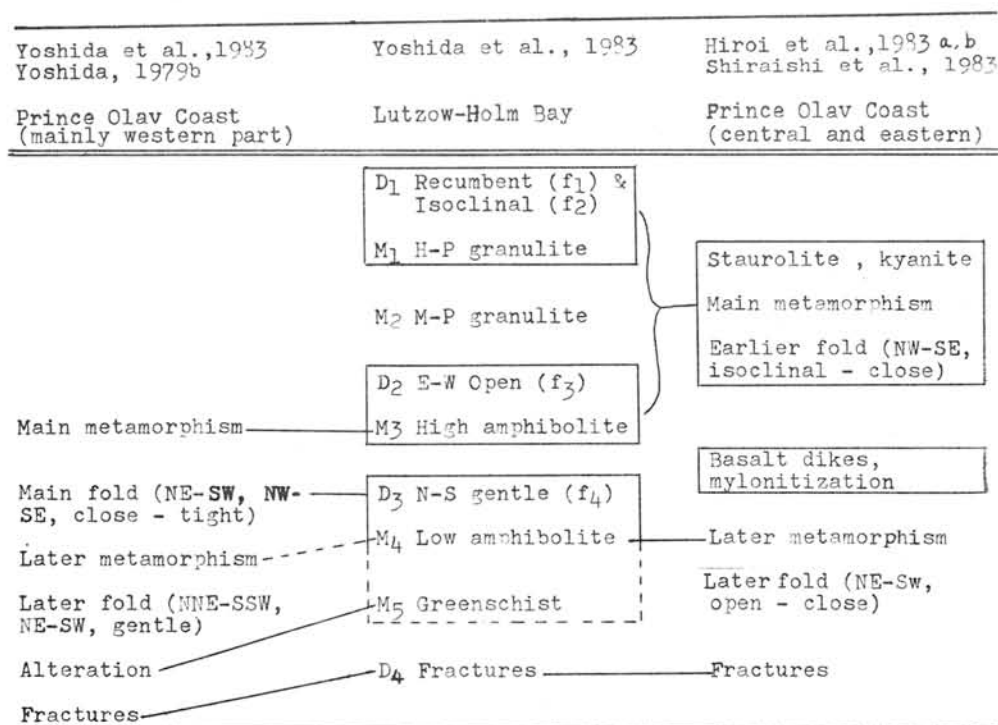 Yoshida et al.,1983
Yoshida, 1979b
Prince Olav Coast
(mainly western part)
Yoshida et al., 1983
Lutzow-Holm Bay
Hiroi et al.,1983 a,b
Shiraishi et al., 1983
Prince Olav Coast
(central and eastern)
D1 Recumbent (f1) &
Isoclinal (f2)
M1 H-P granulite
M2 M-P granulite
D2 E-W Open (f3)
M3 High amphibolite
D3 N-S gentle (f4)
M4 Low amphibolite
M5 Greenschist
D4 Fractures
Main metamorphism
Main fold (NE-SW, NW-
SE, close - tight)
Later metamorphism
Later fold (NNE-SSW,
NE-SW, gentle)
Alteration
Fractures
Staurolite , kyanite
Main metamorphism
Earlier fold (NW-SE,
isoclinal - close)
Basalt dikes,
mylonitization
Later metamorphism
Later fold (NE-Sw,
open - close)
Fractures